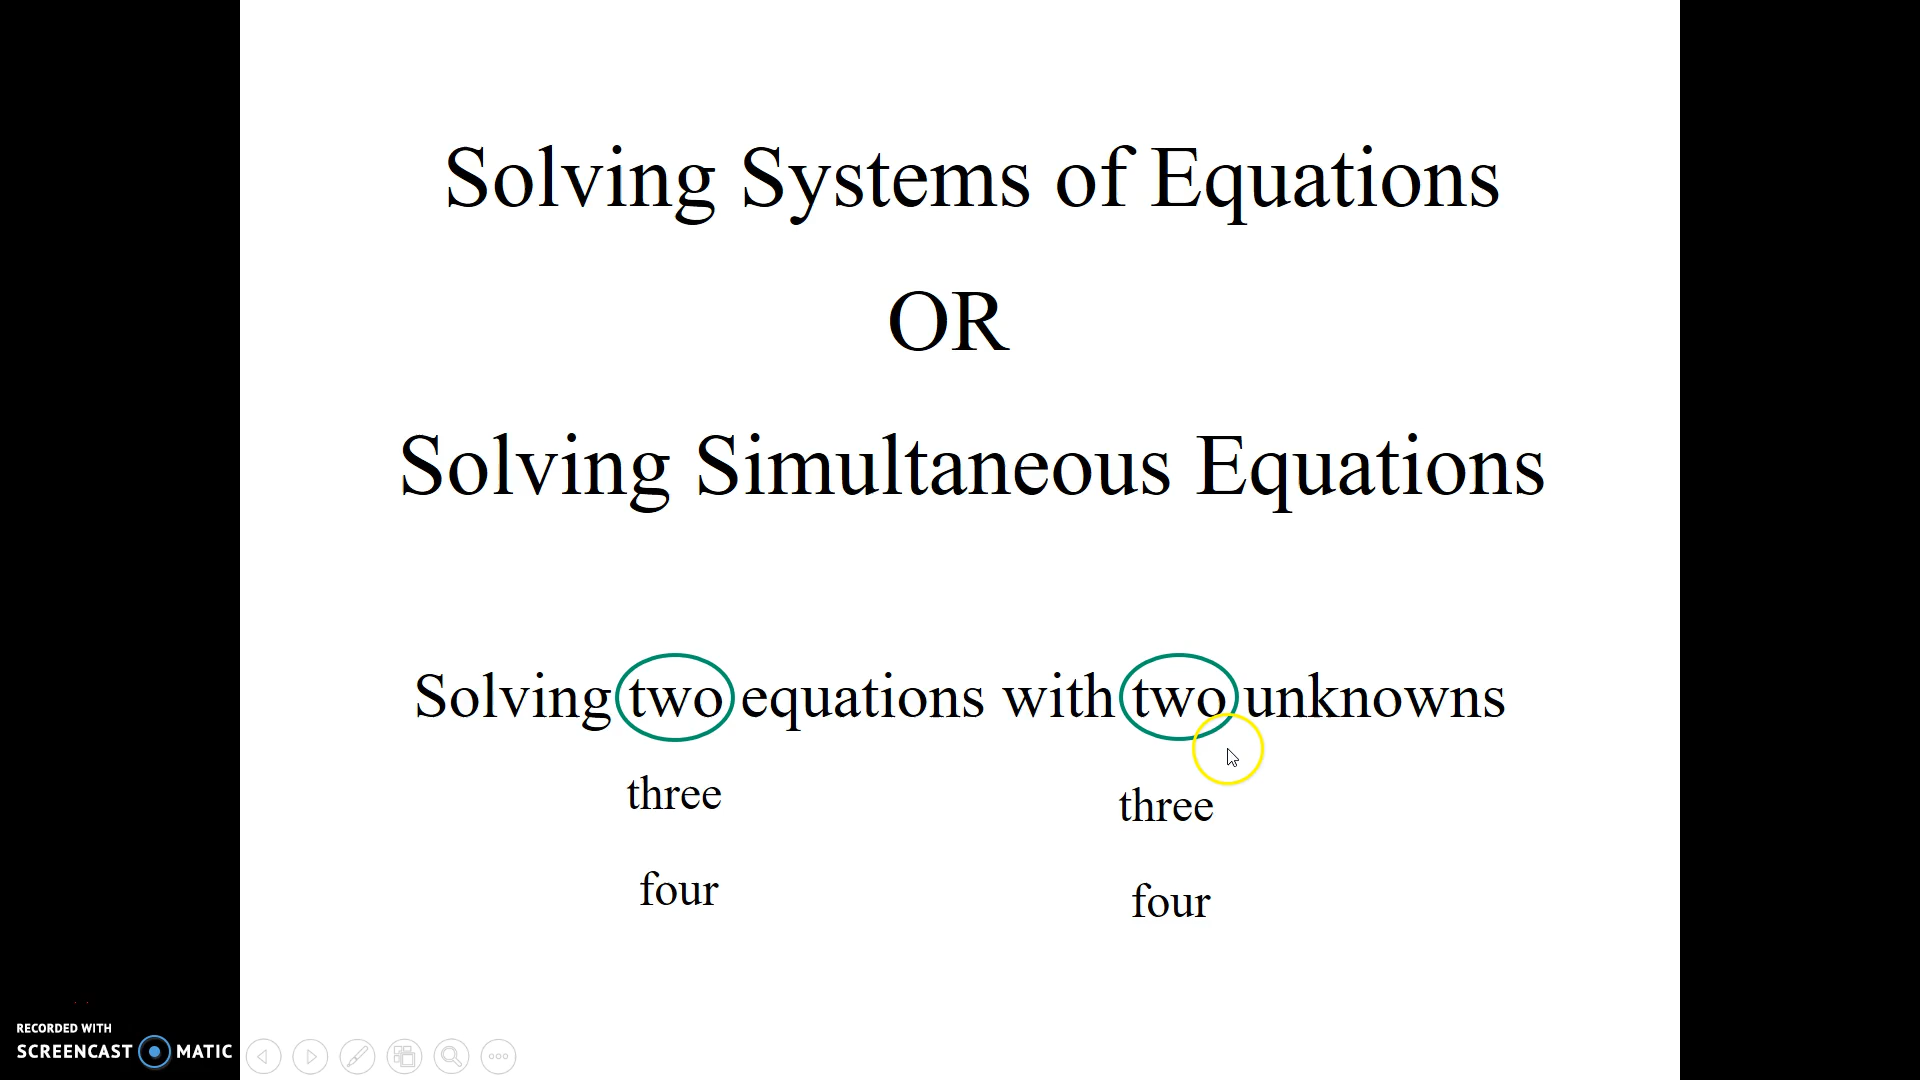 Solving Systems of Equations
OR
Solving Simultaneous Equations
Solving two equations with two unknowns
three three
four four
RECORDED WITH
SCREENCAST MATIC